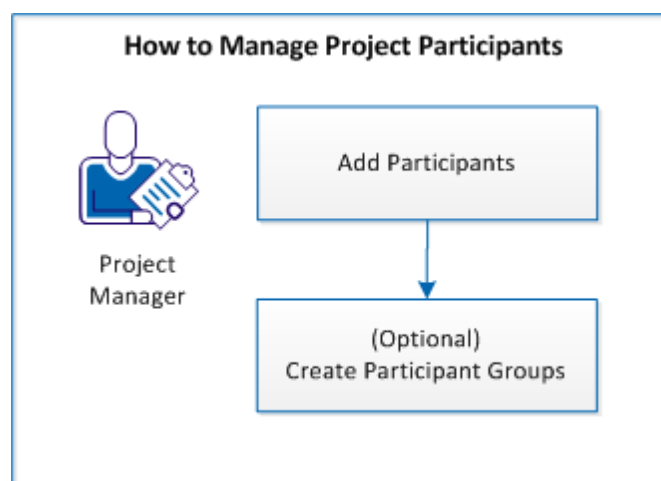 How to Manage Project Participants
Add Participants
Project
Manager
(Optional)
Create Participant Groups